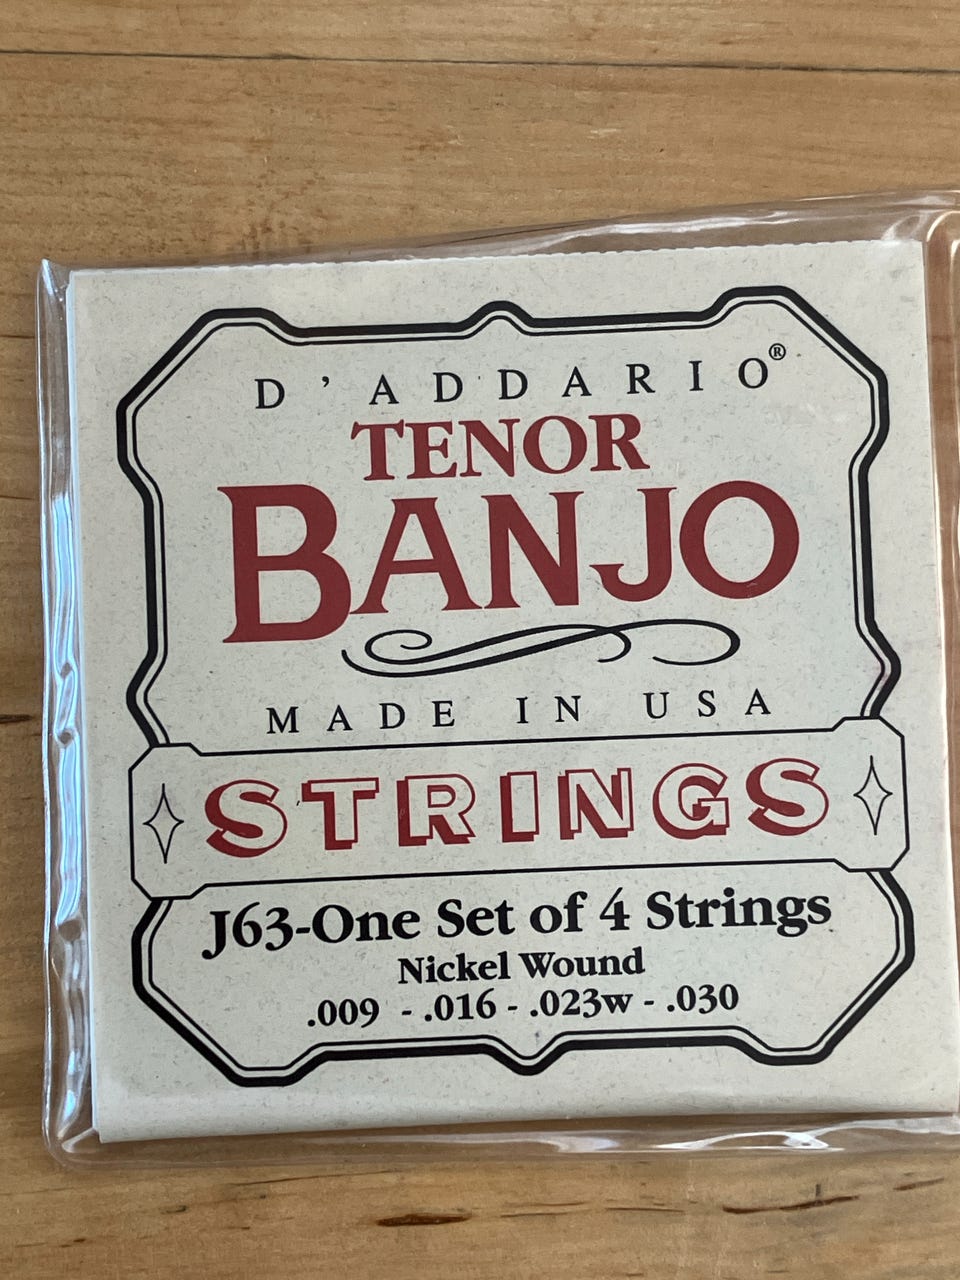 D'ADDARIO®
TENOR
BANJO
MADE IN USA
STRINGS
J63-One Set of 4 Strings
Nickel Wound
.009 - .016 - .023w - .030